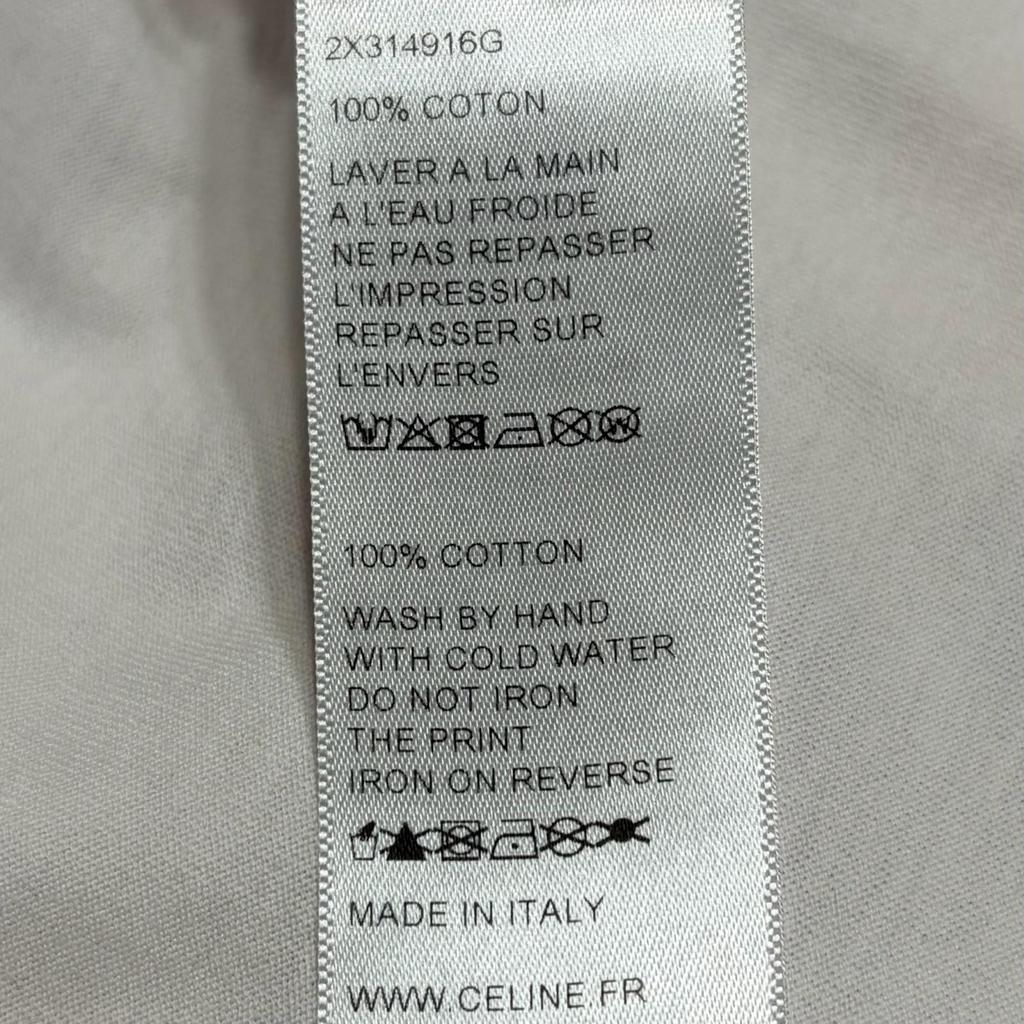 2X314916G
100% COTON
LAVER A LA MAIN
A L'EAU FROIDE
NE PAS REPASSER
L'IMPRESSION
REPASSER SUR
L'ENVERS
W
100% COTTON
WASH BY HAND
WITH COLD WATER
DO NOT IRON
THE PRINT
IRON ON REVERSE
MADE IN ITALY
WWW.CELINE.FR